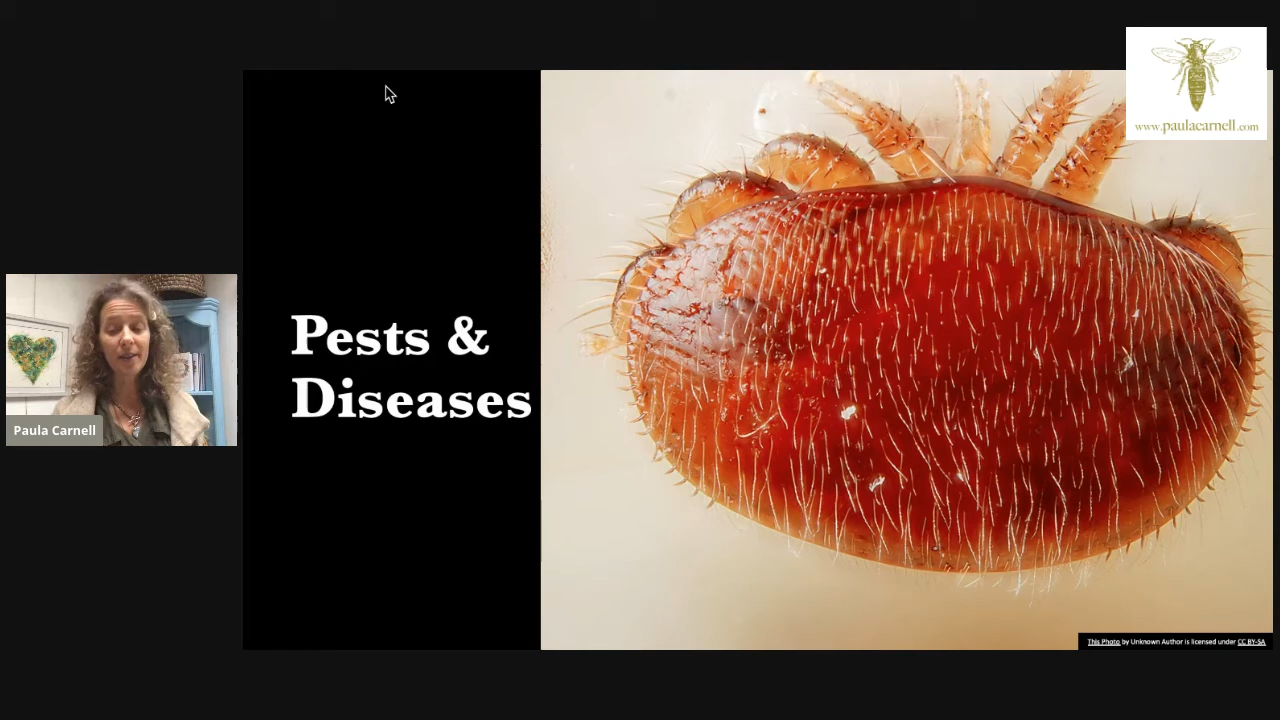 www.paulacarnell.com
Pests &
Diseases
Paula Carnell
This Photo by Unknown Author is licensed under CC BY-SA